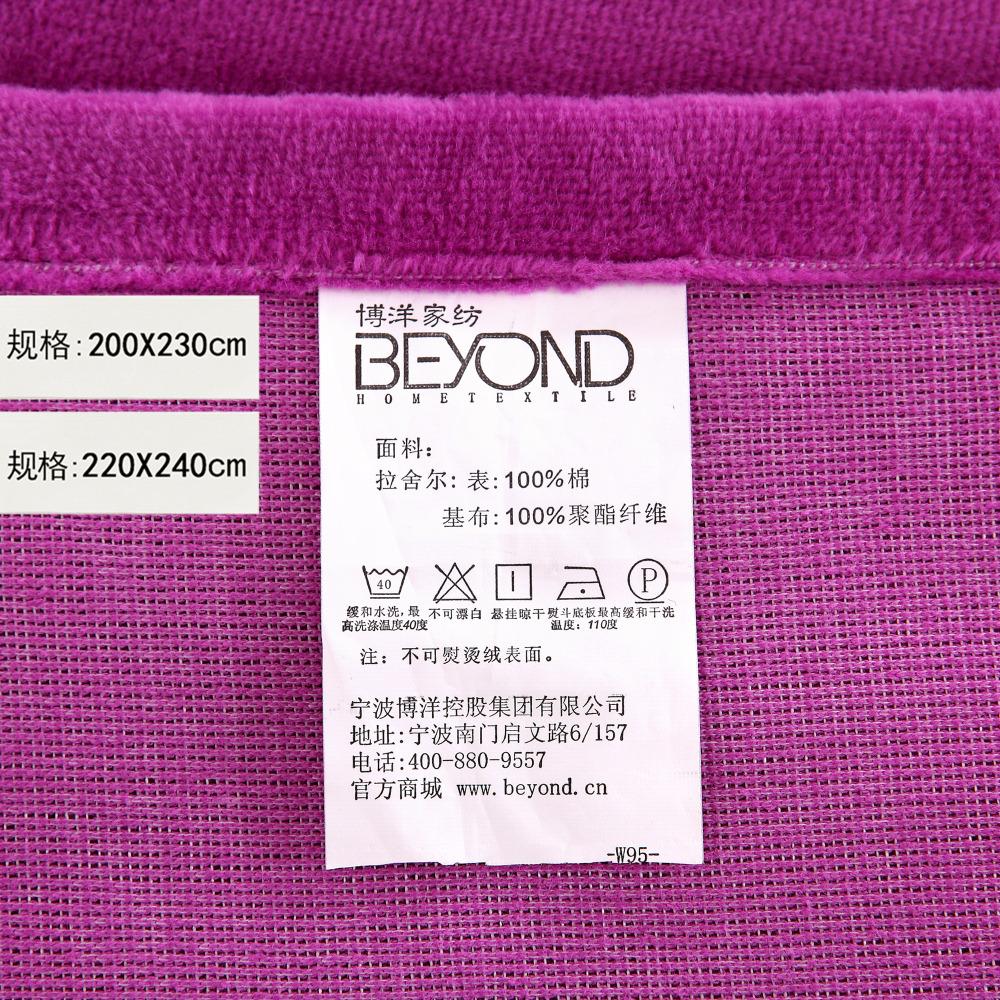 规格:200X230cm
规格:220X240cm
博洋家纺
BEYOND
HOMETEXTILE
面料:
拉舍尔: 表:100%棉
基布:100%聚酯纤维
40
P
缓和水洗,最高洗涤温度40度
不可漂白
悬挂晾干
熨斗底板最高温度: 110度
缓和干洗
注: 不可熨烫绒表面。
宁波博洋控股集团有限公司
地址:宁波南门启文路6/157
电话:400-880-9557
官方商城 www.beyond.cn
-W95-